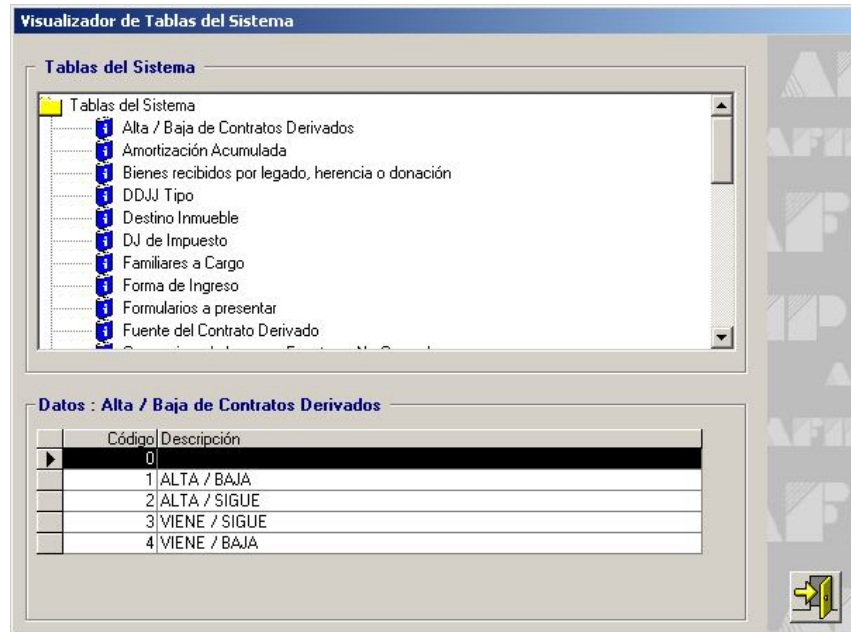 Visualizador de Tablas del Sistema
Tablas del Sistema
Tablas del Sistema
Alta / Baja de Contratos Derivados
Amortización Acumulada
Bienes recibidos por legado, herencia o donación
DDJJ Tipo
Destino Inmueble
DJ de Impuesto
Familiares a Cargo
Forma de Ingreso
Formularios a presentar
Fuente del Contrato Derivado
Datos : Alta / Baja de Contratos Derivados
Código Descripción
0
1 ALTA / BAJA
2 ALTA / SIGUE
3 VIENE / SIGUE
4 VIENE / BAJA